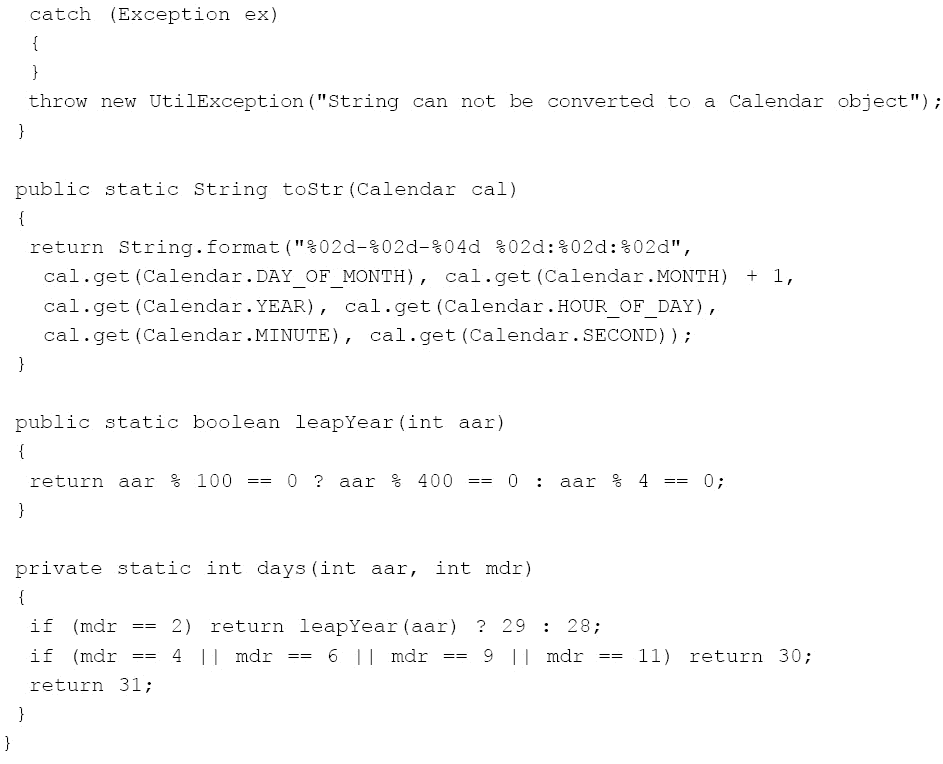 catch (Exception ex)
{
}
throw new UtilException("String can not be converted to a Calendar object");
}
public static String toStr(Calendar cal)
{
return String.format("%02d-%02d-%04d %02d:%02d:%02d",
cal.get(Calendar.DAY_OF_MONTH), cal.get(Calendar.MONTH) + 1,
cal.get(Calendar.YEAR), cal.get(Calendar.HOUR_OF_DAY),
cal.get(Calendar.MINUTE), cal.get(Calendar.SECOND));
}
public static boolean leapYear(int aar)
{
return aar % 100 == 0 ? aar % 400 == 0 : aar % 4 == 0;
}
private static int days(int aar, int mdr)
{
if (mdr == 2) return leapYear(aar) ? 29 : 28;
if (mdr == 4 || mdr == 6 || mdr == 9 || mdr == 11) return 30;
return 31;
}
}